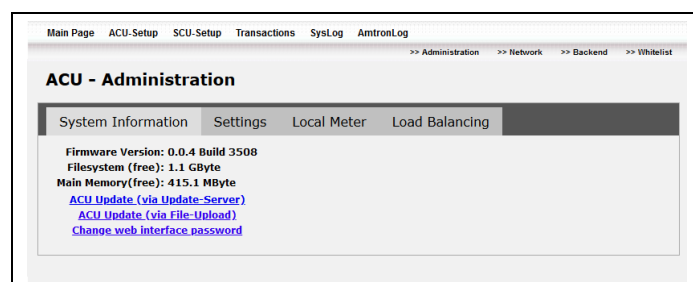 Main Page ACU-Setup SCU-Setup Transactions SysLog AmtronLog
>> Administration >> Network >> Backend >> Whitelist
ACU - Administration
System Information Settings Local Meter Load Balancing
Firmware Version: 0.0.4 Build 3508
Filesystem (free): 1.1 GByte
Main Memory(free): 415.1 MByte
ACU Update (via Update-Server)
ACU Update (via File-Upload)
Change web interface password